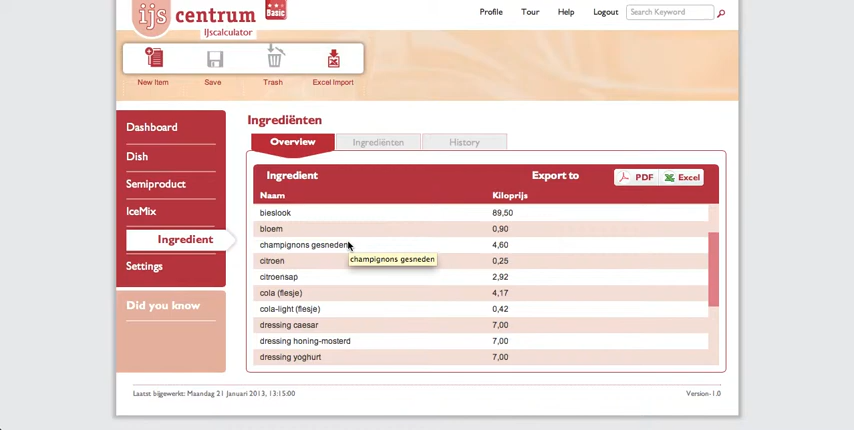 ijs centrum
Basic
IJscalculator
Profile Tour Help Logout Search Keyword
New Item Save Trash Excel Import
Dashboard
Dish
Semiproduct
IceMix
Ingredient
Settings
Did you know
Ingrediënten
Overview Ingrediënten History
Ingredient Export to PDF Excel
Naam Kiloprijs
bieslook 89,50
bloem 0,90
champignons gesneden 4,60
champignons gesneden
citroen 0,25
citroensap 2,92
cola (flesje) 4,17
cola-light (flesje) 0,42
dressing caesar 7,00
dressing honing-mosterd 7,00
dressing yoghurt 7,00
Laatst bijgewerkt: Maandag 21 Januari 2013, 13:15:00 Version-1.0